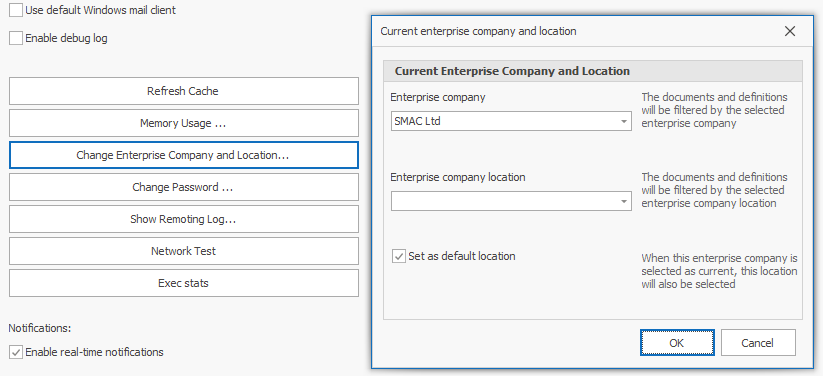 Use default Windows mail client
Enable debug log
Refresh Cache
Memory Usage ...
Change Enterprise Company and Location...
Change Password ...
Show Remoting Log...
Network Test
Exec stats
Notifications:
Enable real-time notifications
Current enterprise company and location
Current Enterprise Company and Location
Enterprise company
SMAC Ltd
The documents and definitions
will be filtered by the selected
enterprise company
Enterprise company location
The documents and definitions
will be filtered by the selected
enterprise company location
Set as default location
When this enterprise company is
selected as current, this location
will also be selected
OK
Cancel